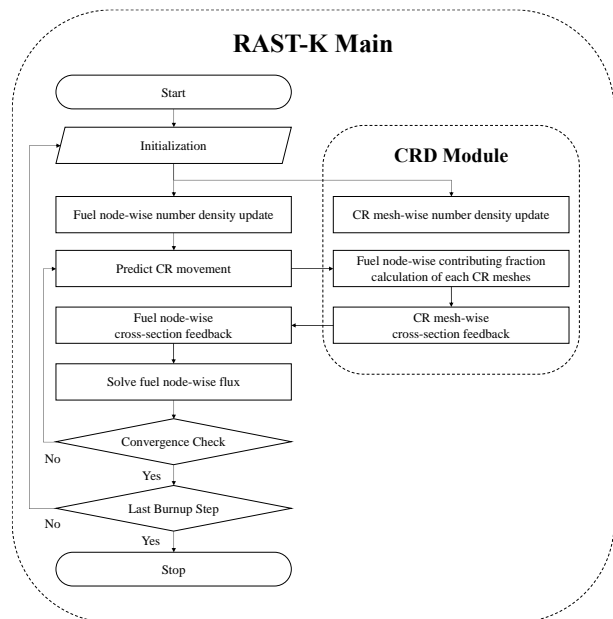 RAST-K Main
Start
Initialization
CRD Module
Fuel node-wise number density update
CR mesh-wise number density update
Predict CR movement
Fuel node-wise contributing fraction
calculation of each CR meshes
Fuel node-wise
cross-section feedback
CR mesh-wise
cross-section feedback
Solve fuel node-wise flux
Convergence Check
No
Yes
Last Burnup Step
No
Yes
Stop